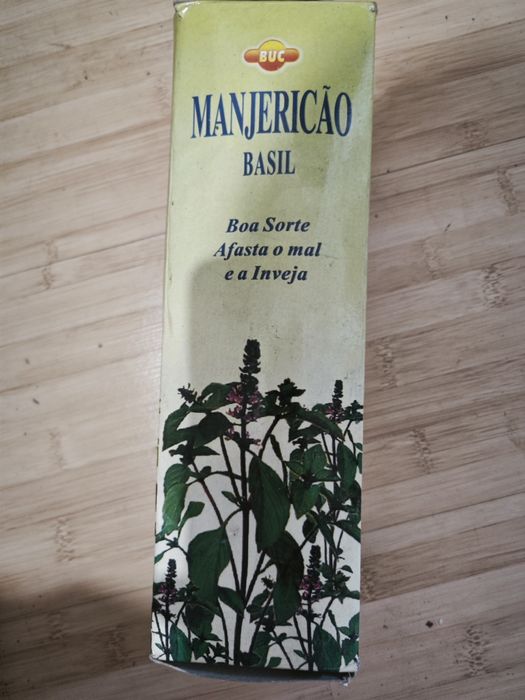 BUC
MANJERICÃO
BASIL
Boa Sorte
Afasta o mal
e a Inveja